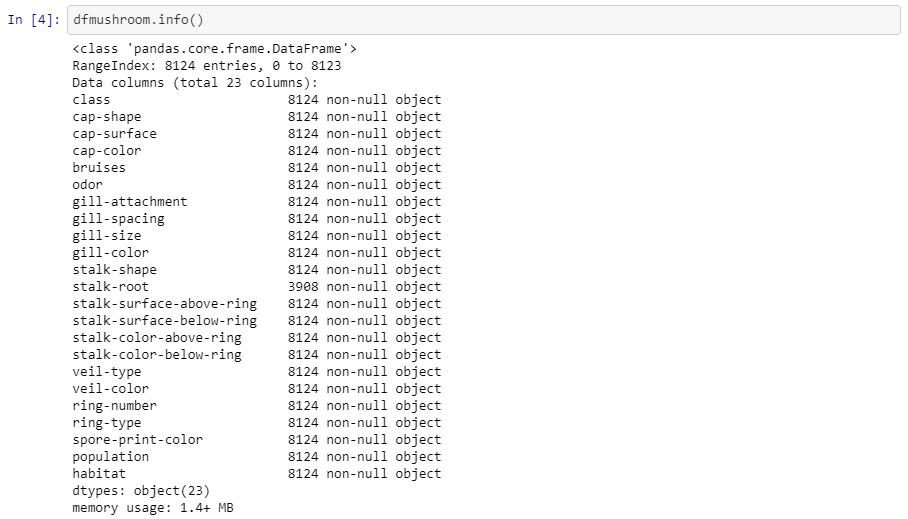 In [4]: dfmushroom.info()
<class 'pandas.core.frame.DataFrame'>
RangeIndex: 8124 entries, 0 to 8123
Data columns (total 23 columns):
class                       8124 non-null object
cap-shape                   8124 non-null object
cap-surface                 8124 non-null object
cap-color                   8124 non-null object
bruises                     8124 non-null object
odor                        8124 non-null object
gill-attachment             8124 non-null object
gill-spacing                8124 non-null object
gill-size                   8124 non-null object
gill-color                  8124 non-null object
stalk-shape                 8124 non-null object
stalk-root                  3908 non-null object
stalk-surface-above-ring    8124 non-null object
stalk-surface-below-ring    8124 non-null object
stalk-color-above-ring      8124 non-null object
stalk-color-below-ring      8124 non-null object
veil-type                   8124 non-null object
veil-color                  8124 non-null object
ring-number                 8124 non-null object
ring-type                   8124 non-null object
spore-print-color           8124 non-null object
population                  8124 non-null object
habitat                     8124 non-null object
dtypes: object(23)
memory usage: 1.4+ MB